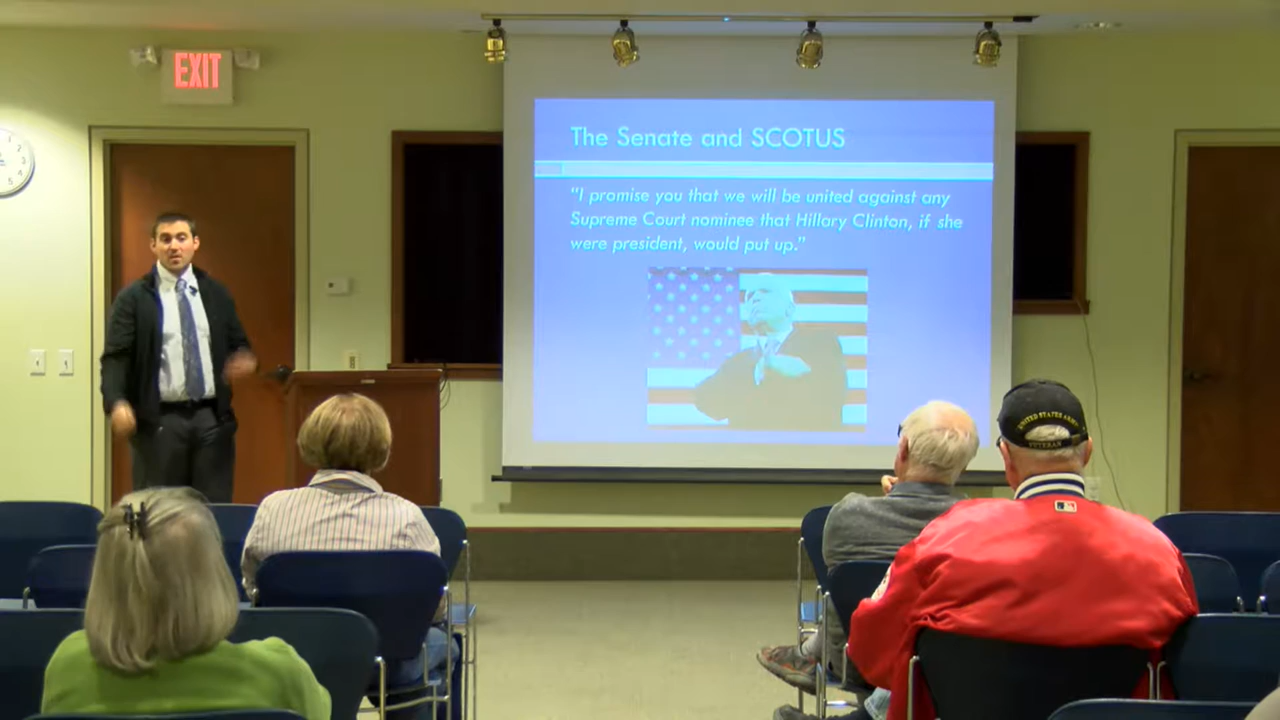 EXIT
The Senate and SCOTUS
"I promise you that we will be united against any
Supreme Court nominee that Hillary Clinton, if she
were president, would put up."
UNITED STATES ARMY
VETERAN